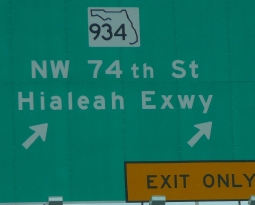 934
NW 74th St
Hialeah Exwy
EXIT ONLY